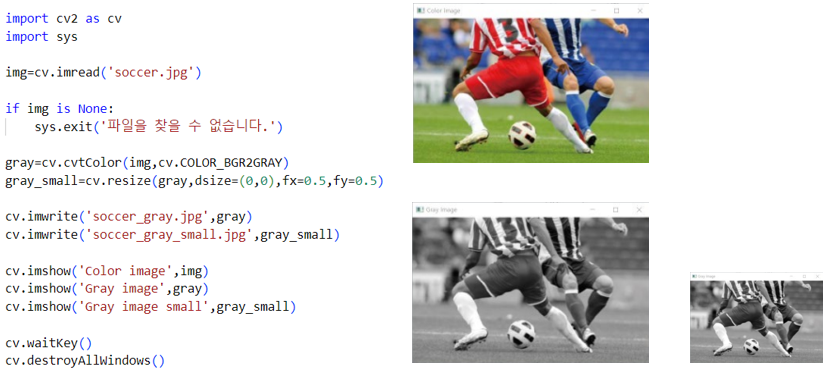 import cv2 as cv
import sys
img=cv.imread('soccer.jpg')
if img is None:
sys.exit('파일을 찾을 수 없습니다.')
gray=cv.cvtColor(img,cv.COLOR_BGR2GRAY)
gray_small=cv.resize(gray,dsize=(0,0),fx=0.5,fy=0.5)
cv.imwrite('soccer_gray.jpg',gray)
cv.imwrite('soccer_gray_small.jpg',gray_small)
cv.imshow('Color image',img)
cv.imshow('Gray image',gray)
cv.imshow('Gray image small',gray_small)
cv.waitKey()
cv.destroyAllWindows()
Color image
3
Gray image
Gray image